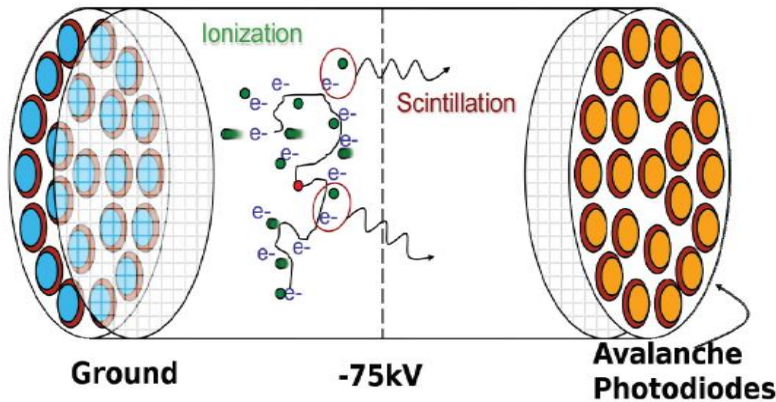 Ionization
e-
e-
e-
e-
e-
Scintillation
e-
e-
e-
e-
e-
e-
e-
e-
Ground
-75kV
Avalanche
Photodiodes